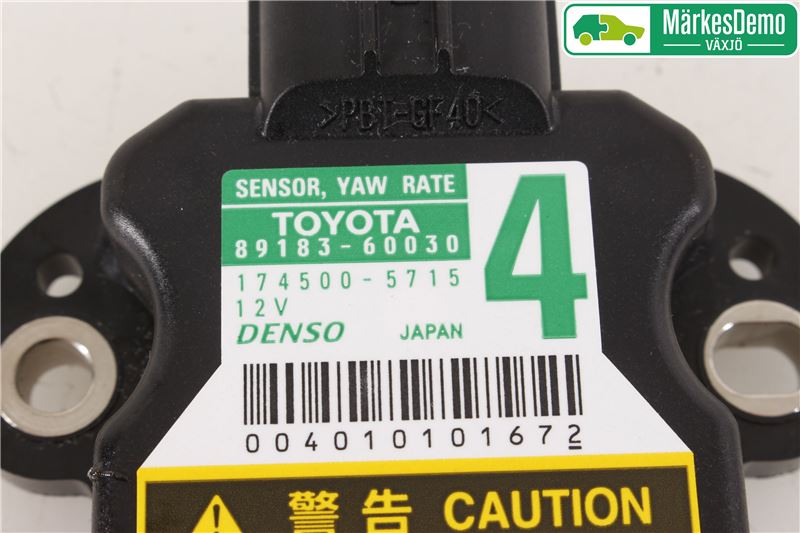 MärkesDemo
VÄXJÖ
>PBT-GF40<
SENSOR, YAW RATE
TOYOTA
89183-60030
4
174500-5715
12V
DENSO JAPAN
004010101672
警告 CAUTION